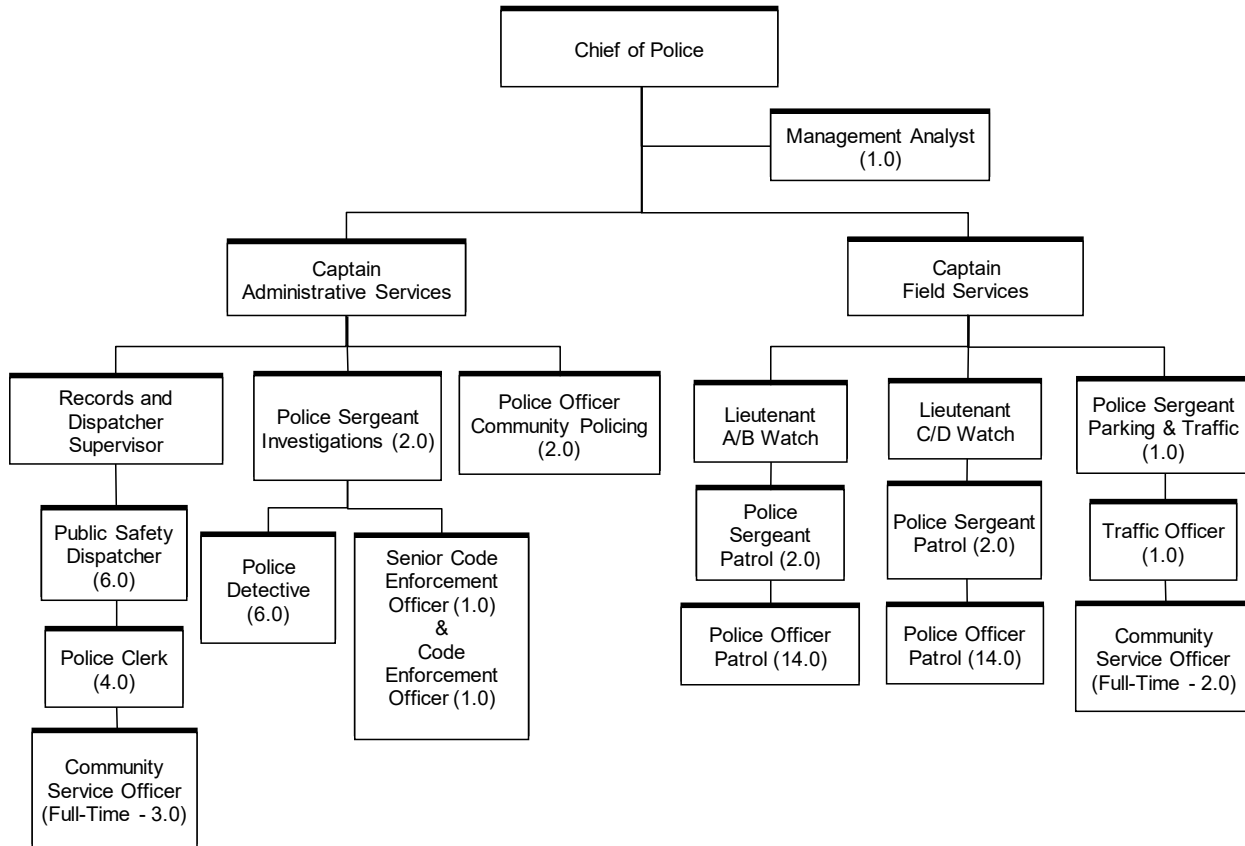 Chief of Police
Management Analyst
(1.0)
Captain
Administrative Services
Captain
Field Services
Records and
Dispatcher
Supervisor
Police Sergeant
Investigations (2.0)
Police Officer
Community Policing
(2.0)
Lieutenant
A/B Watch
Lieutenant
C/D Watch
Police Sergeant
Parking & Traffic
(1.0)
Public Safety
Dispatcher
(6.0)
Police
Detective
(6.0)
Senior Code
Enforcement
Officer (1.0)
&
Code
Enforcement
Officer (1.0)
Police
Sergeant
Patrol (2.0)
Police Sergeant
Patrol (2.0)
Traffic Officer
(1.0)
Police Clerk
(4.0)
Police Officer
Patrol (14.0)
Police Officer
Patrol (14.0)
Community
Service Officer
(Full-Time - 2.0)
Community
Service Officer
(Full-Time - 3.0)